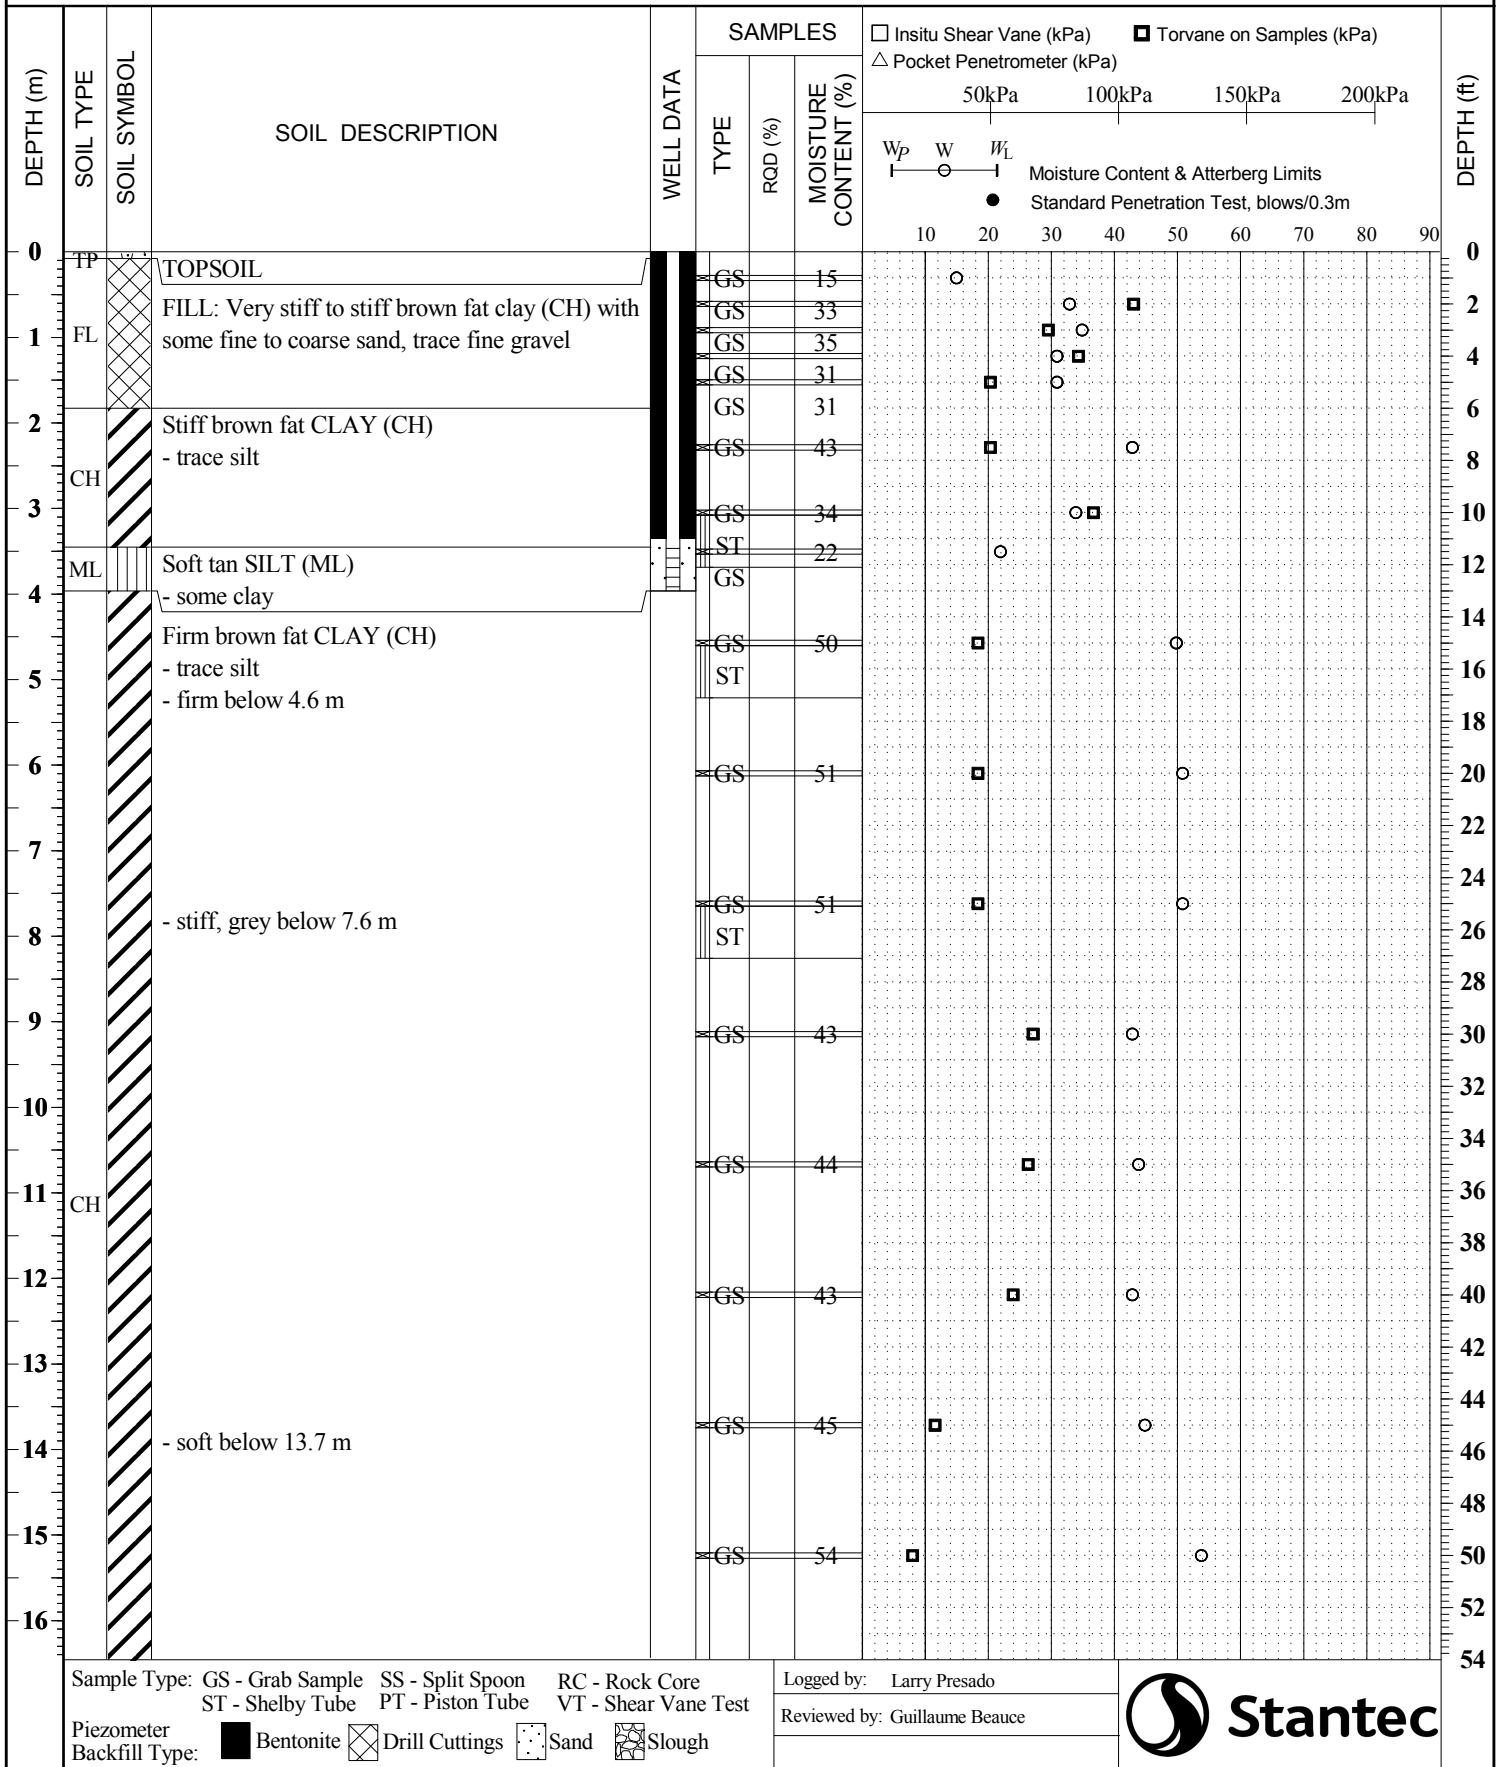 DEPTH (m)
SOIL TYPE
SOIL SYMBOL
SOIL DESCRIPTION
WELL DATA
SAMPLES
TYPE
RQD (%)
MOISTURE
CONTENT (%)
Insitu Shear Vane (kPa)
Torvane on Samples (kPa)
Pocket Penetrometer (kPa)
50kPa 100kPa 150kPa 200kPa
WP W WL
Moisture Content & Atterberg Limits
Standard Penetration Test, blows/0.3m
10 20 30 40 50 60 70 80 90
DEPTH (ft)
0
1
2
3
4
5
6
7
8
9
10
11
12
13
14
15
16
TP
FL
CH
ML
CH
TOPSOIL
FILL: Very stiff to stiff brown fat clay (CH) with
some fine to coarse sand, trace fine gravel
Stiff brown fat CLAY (CH)
- trace silt
Soft tan SILT (ML)
- some clay
Firm brown fat CLAY (CH)
- trace silt
- firm below 4.6 m
- stiff, grey below 7.6 m
- soft below 13.7 m
GS 15
GS 33
GS 35
GS 31
GS 31
GS 43
GS 34
ST 22
GS
GS 50
ST
GS 51
GS 51
ST
GS 43
GS 44
GS 43
GS 45
GS 54
0
2
4
6
8
10
12
14
16
18
20
22
24
26
28
30
32
34
36
38
40
42
44
46
48
50
52
54
Sample Type: GS - Grab Sample SS - Split Spoon RC - Rock Core
ST - Shelby Tube PT - Piston Tube VT - Shear Vane Test
Piezometer
Backfill Type: Bentonite Drill Cuttings Sand Slough
Logged by: Larry Presado
Reviewed by: Guillaume Beauce
Stantec